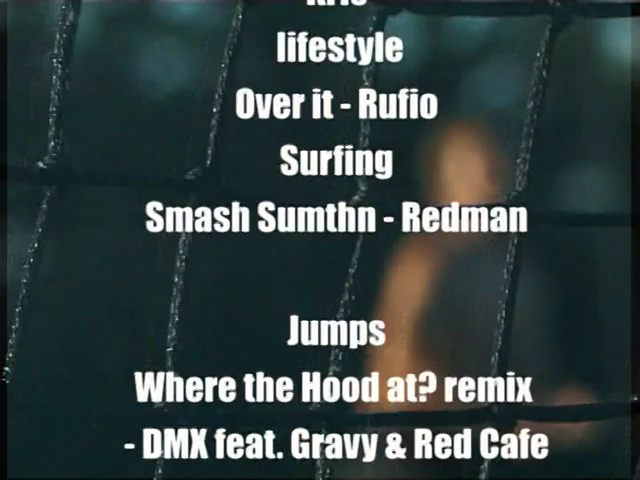 lifestyle
Over it - Rufio
Surfing
Smash Sumthn - Redman
Jumps
Where the Hood at? remix
- DMX feat. Gravy & Red Cafe